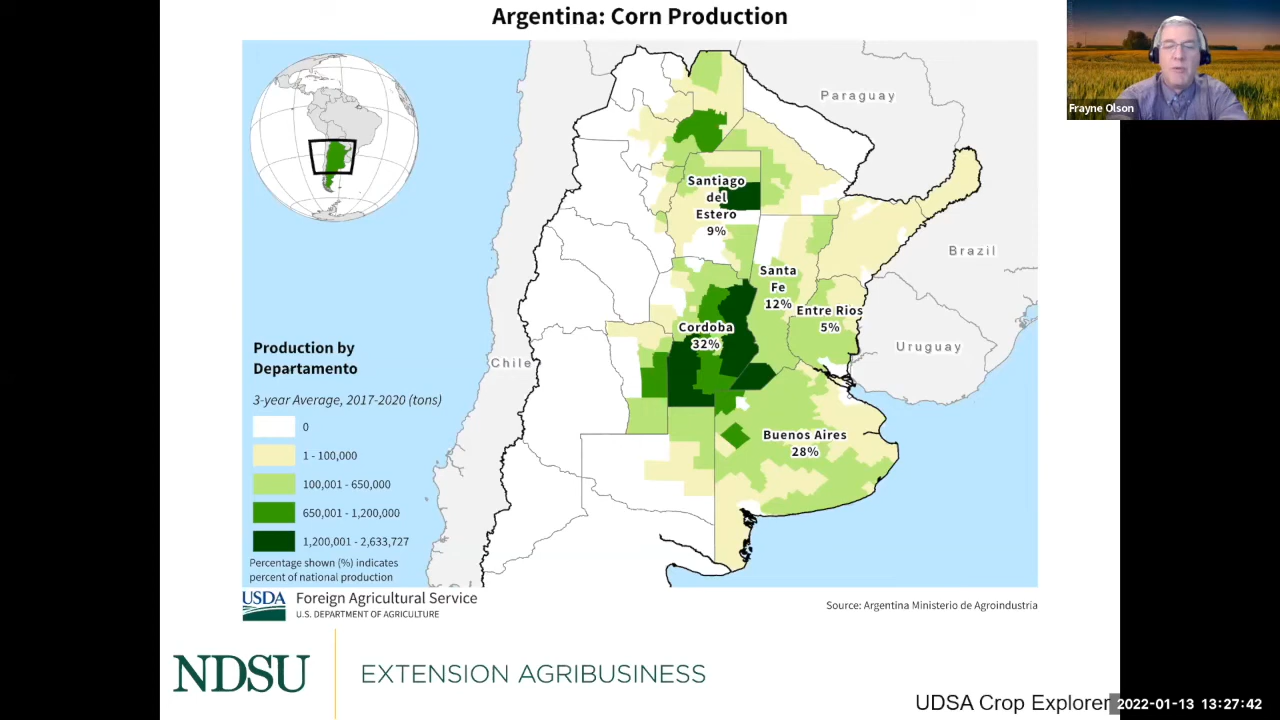 Argentina: Corn Production
Frayne Olson
Paraguay
Santiago
del
Estero
9%
Brazil
Santa
Fe
12%
Entre Rios
5%
Cordoba
32%
Uruguay
Chile
Buenos Aires
28%
Production by
Departamento
3-year Average, 2017-2020 (tons)
0
1 - 100,000
100,001 - 650,000
650,001 - 1,200,000
1,200,001 - 2,633,727
Percentage shown (%) indicates
percent of national production
USDA
Foreign Agricultural Service
U.S. DEPARTMENT OF AGRICULTURE
Source: Argentina Ministerio de Agroindustria
NDSU
EXTENSION AGRIBUSINESS
UDSA Crop Explorer
2022-01-13 13:27:42